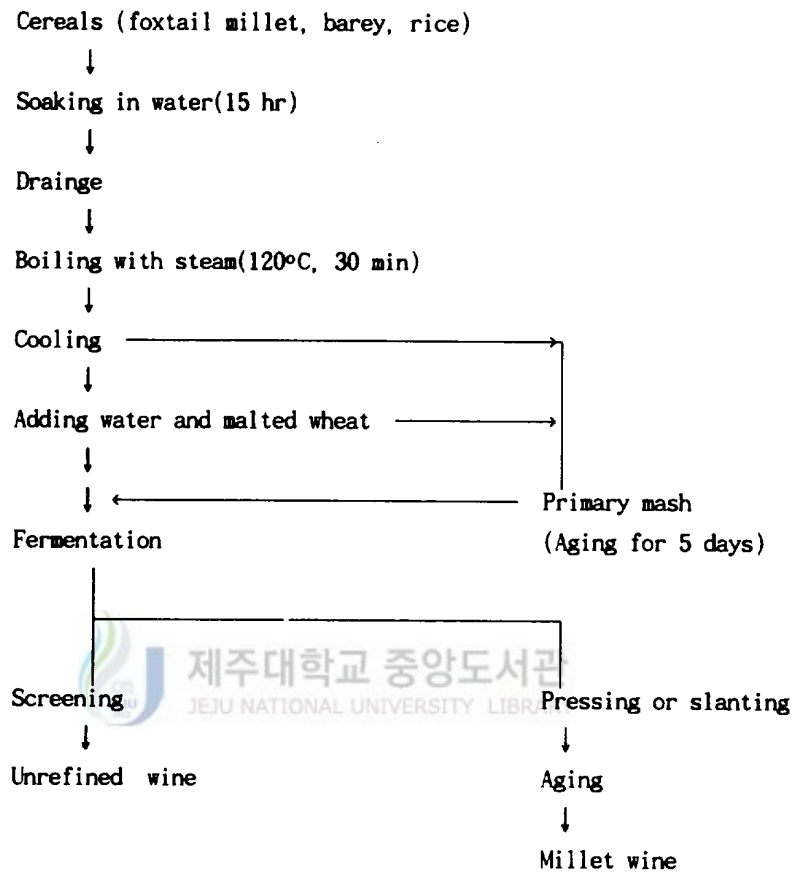 Cereals (foxtail millet, barey, rice)
Soaking in water(15 hr)
Drainge
Boiling with steam(120°C, 30 min)
Cooling
Adding water and malted wheat
Primary mash
Fermentation
(Aging for 5 days)
제주대학교 중앙도서관
JEJU NATIONAL UNIVERSITY LIBRARY
Screening
Pressing or slanting
Unrefined wine
Aging
Millet wine